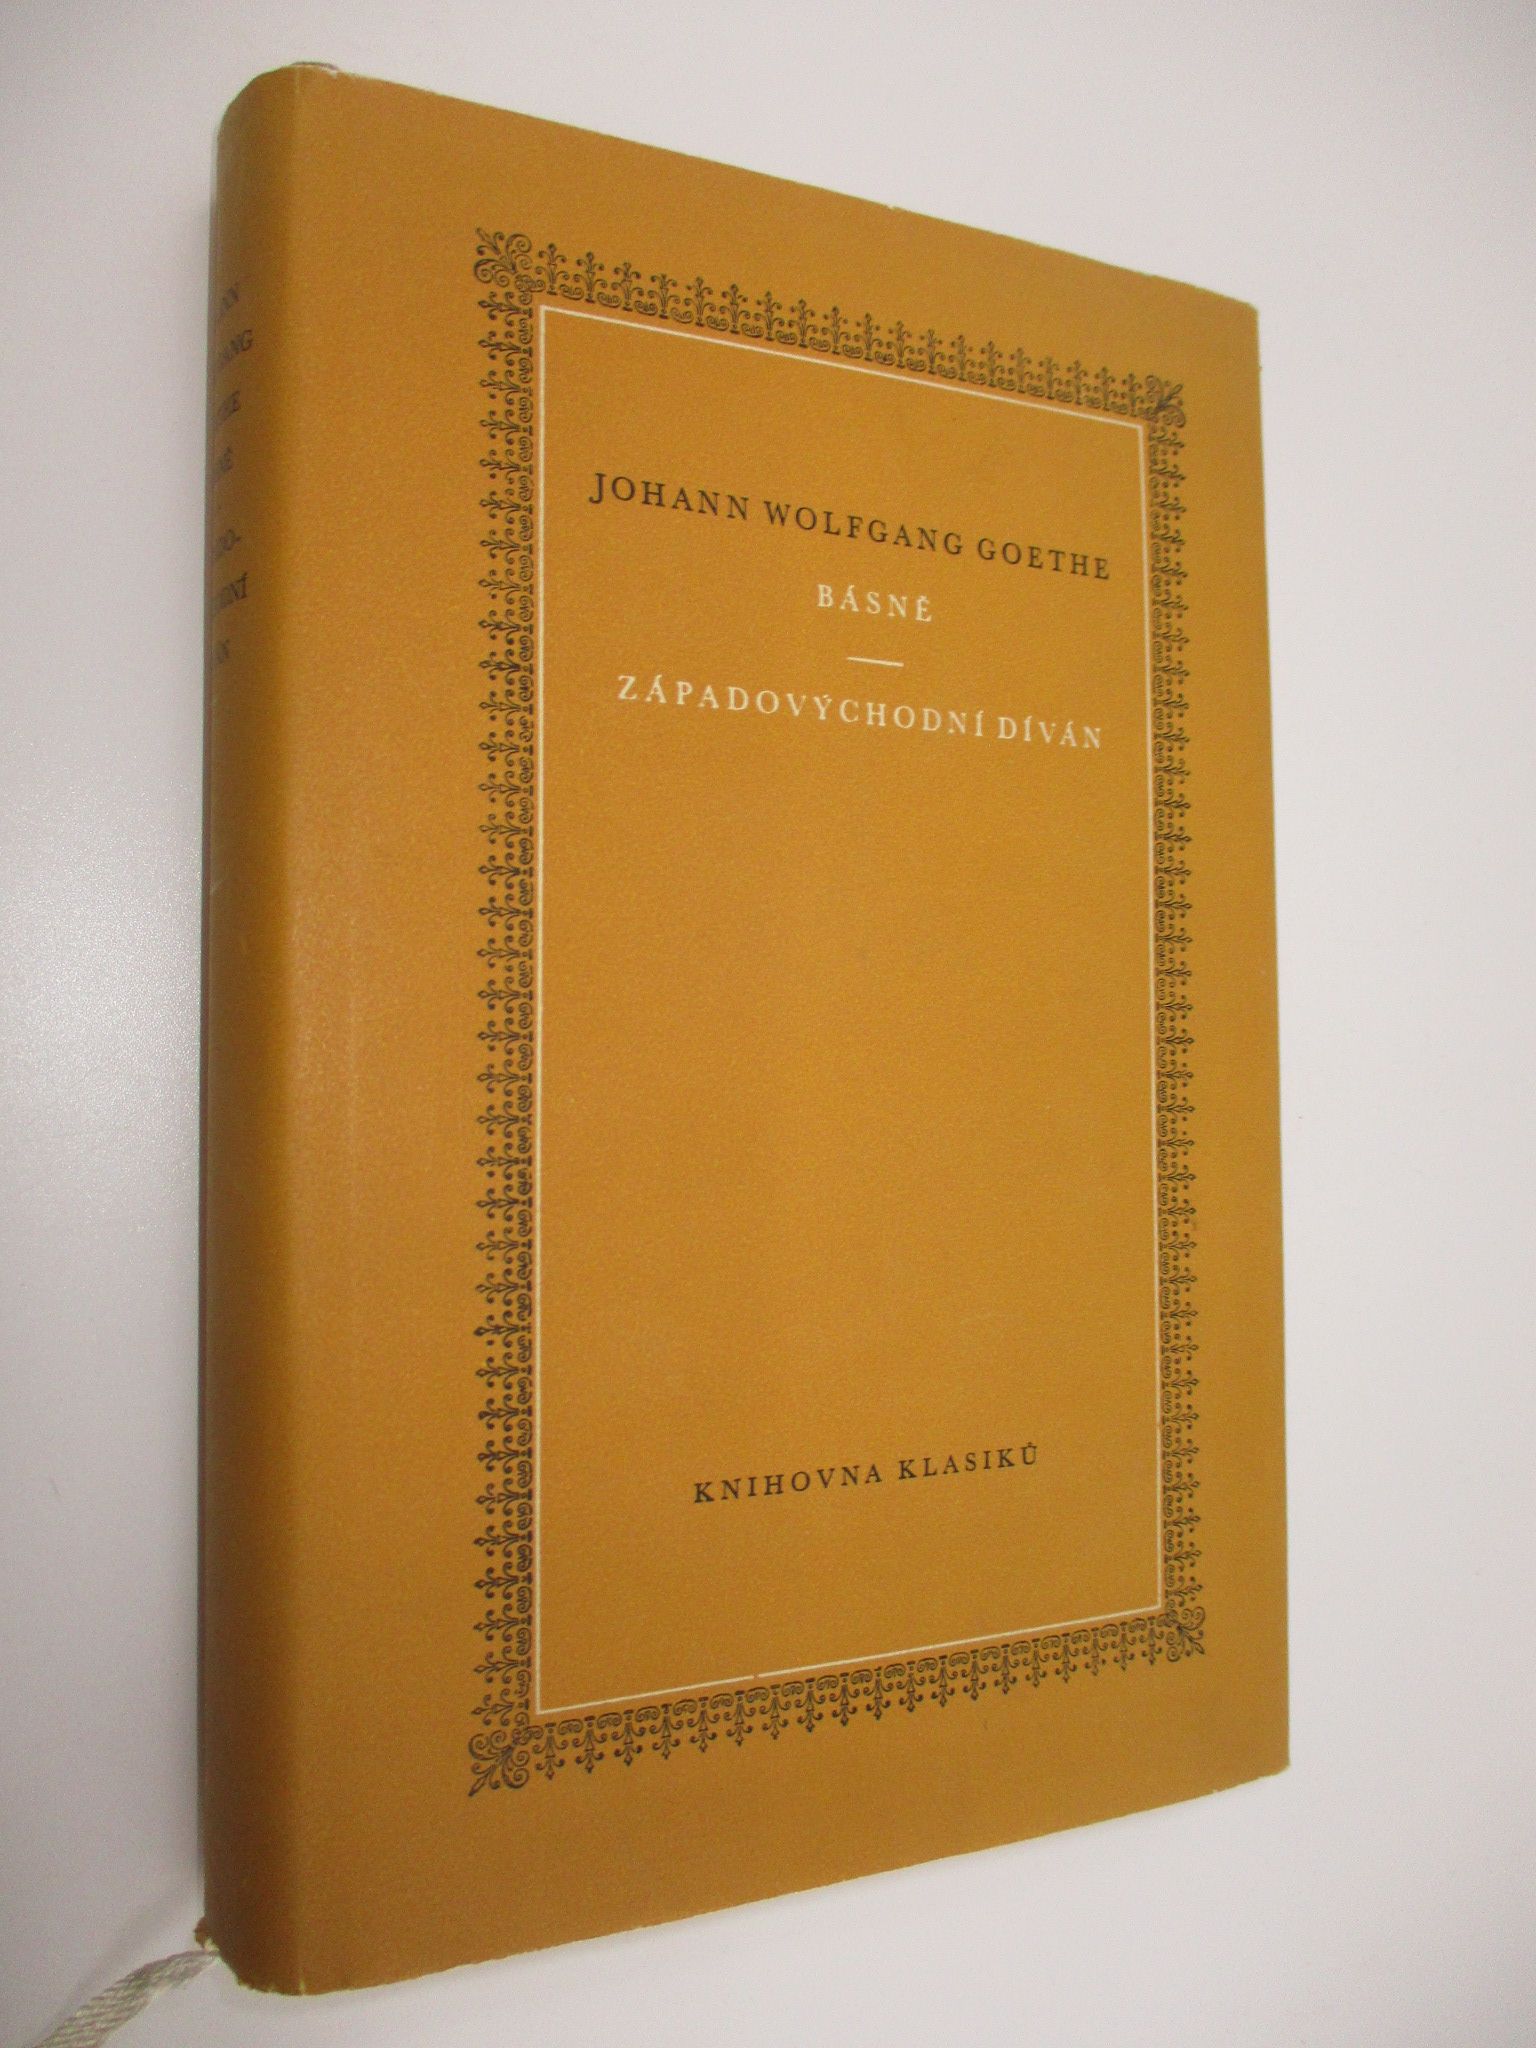 JOHANN WOLFGANG GOETHE
BÁSNĚ
ZÁPADOVÝCHODNÍ DÍVÁN
KNIHOVNA KLASIKŮ